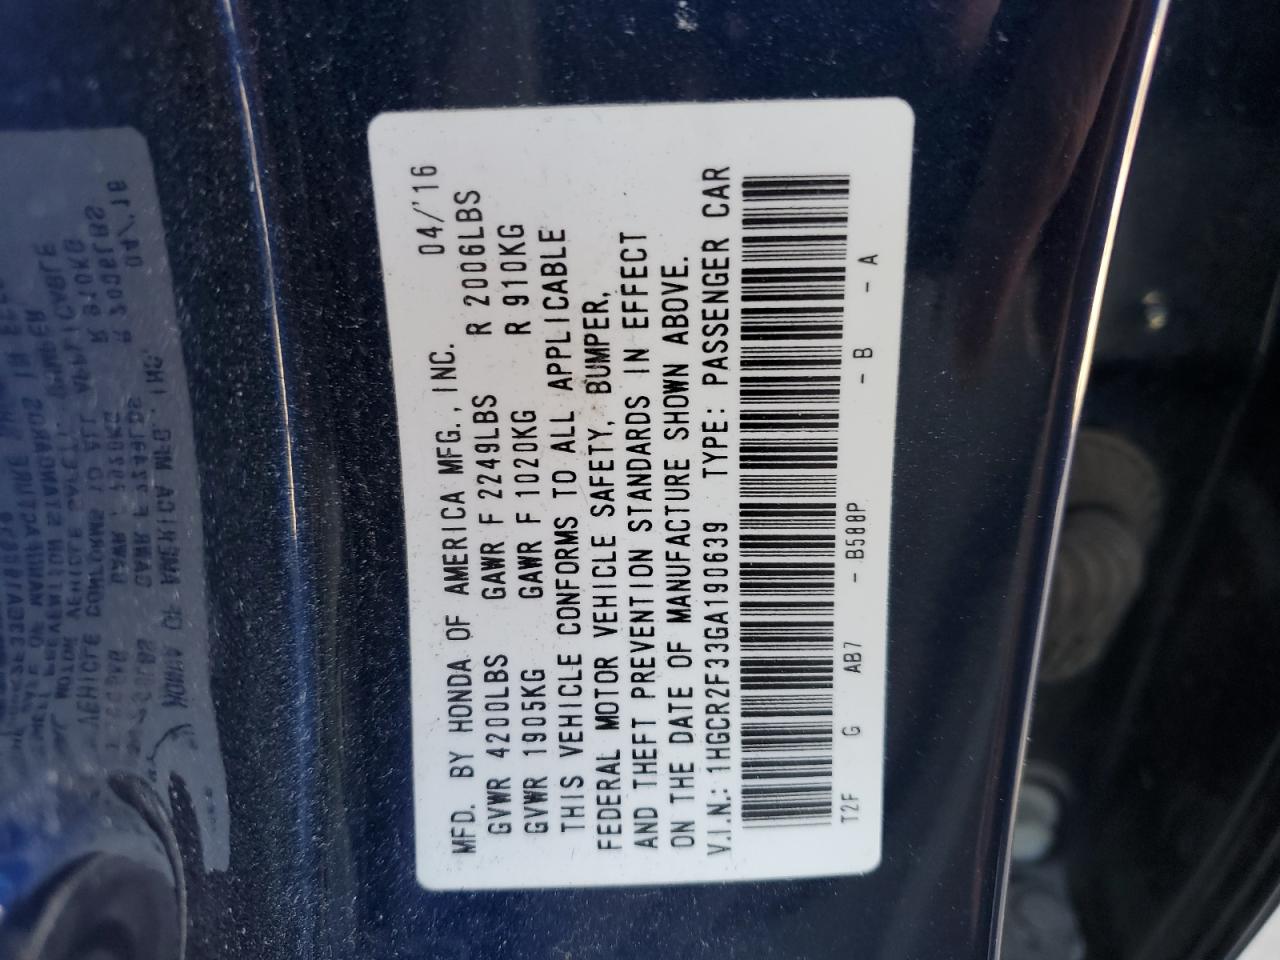 MFD. BY HONDA OF AMERICA MFG., INC. 04/'16
GVWR 4200LBS GAWR F 2249LBS R 2006LBS
GVWR 1905KG GAWR F 1020KG R 910KG
THIS VEHICLE CONFORMS TO ALL APPLICABLE
FEDERAL MOTOR VEHICLE SAFETY, BUMPER,
AND THEFT PREVENTION STANDARDS IN EFFECT
ON THE DATE OF MANUFACTURE SHOWN ABOVE.
V.I.N.: 1HGCR2F33GA190639 TYPE: PASSENGER CAR
T2F G AB7 - B588P - B - A